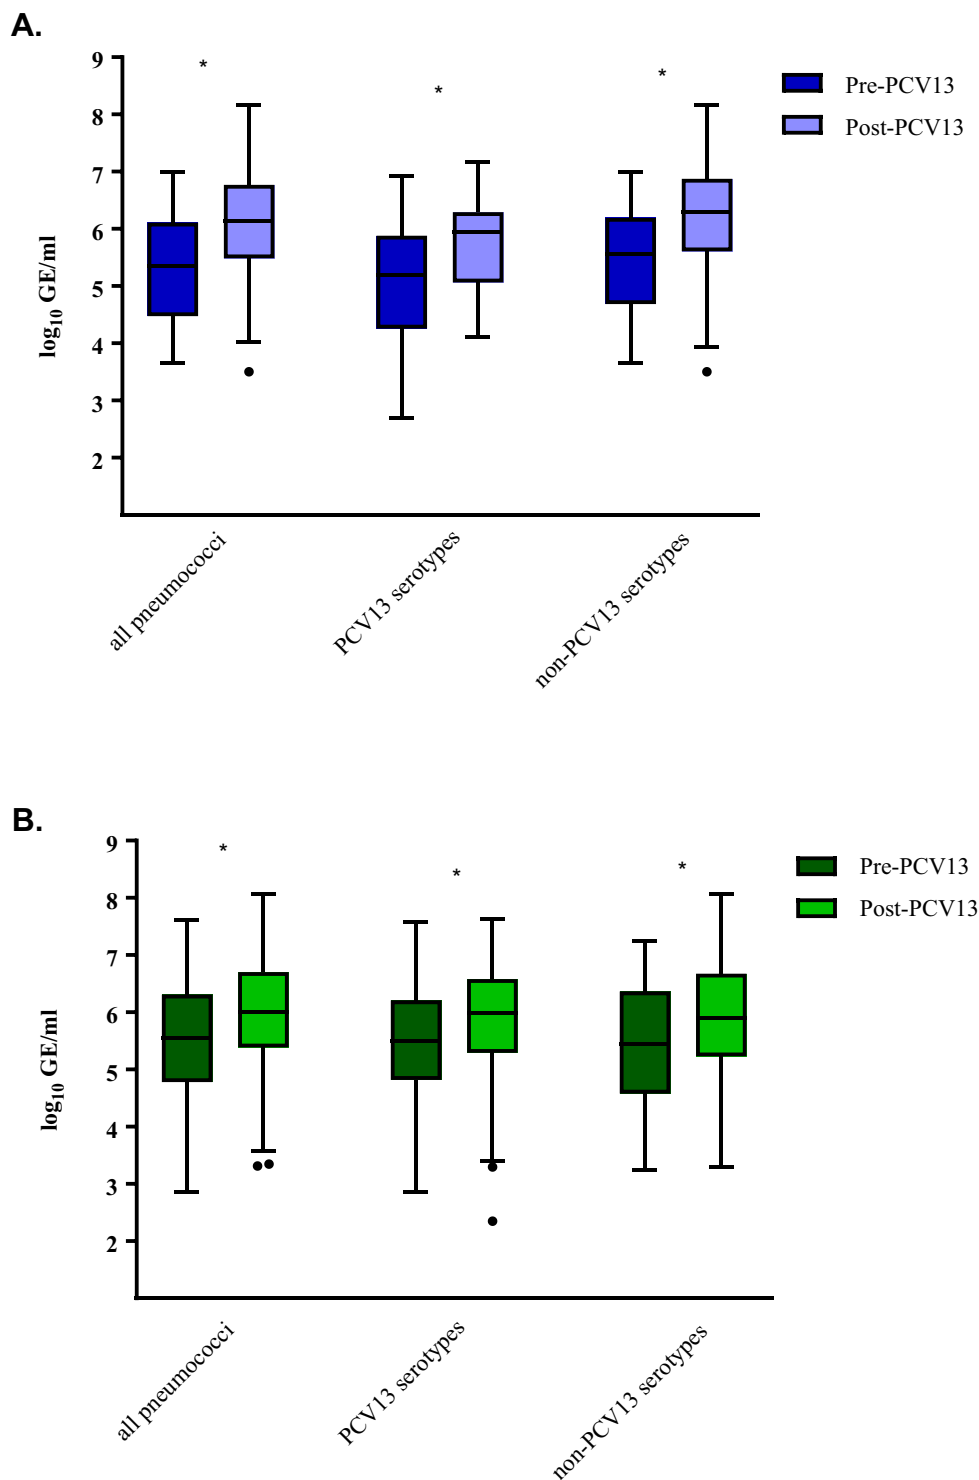 A.
9
8
7
6
5
4
3
2
log10 GE/ml
*
*
*
Pre-PCV13
Post-PCV13
all pneumococci
PCV13 serotypes
non-PCV13 serotypes
B.
9
8
7
6
5
4
3
2
log10 GE/ml
*
*
*
Pre-PCV13
Post-PCV13
all pneumococci
PCV13 serotypes
non-PCV13 serotypes